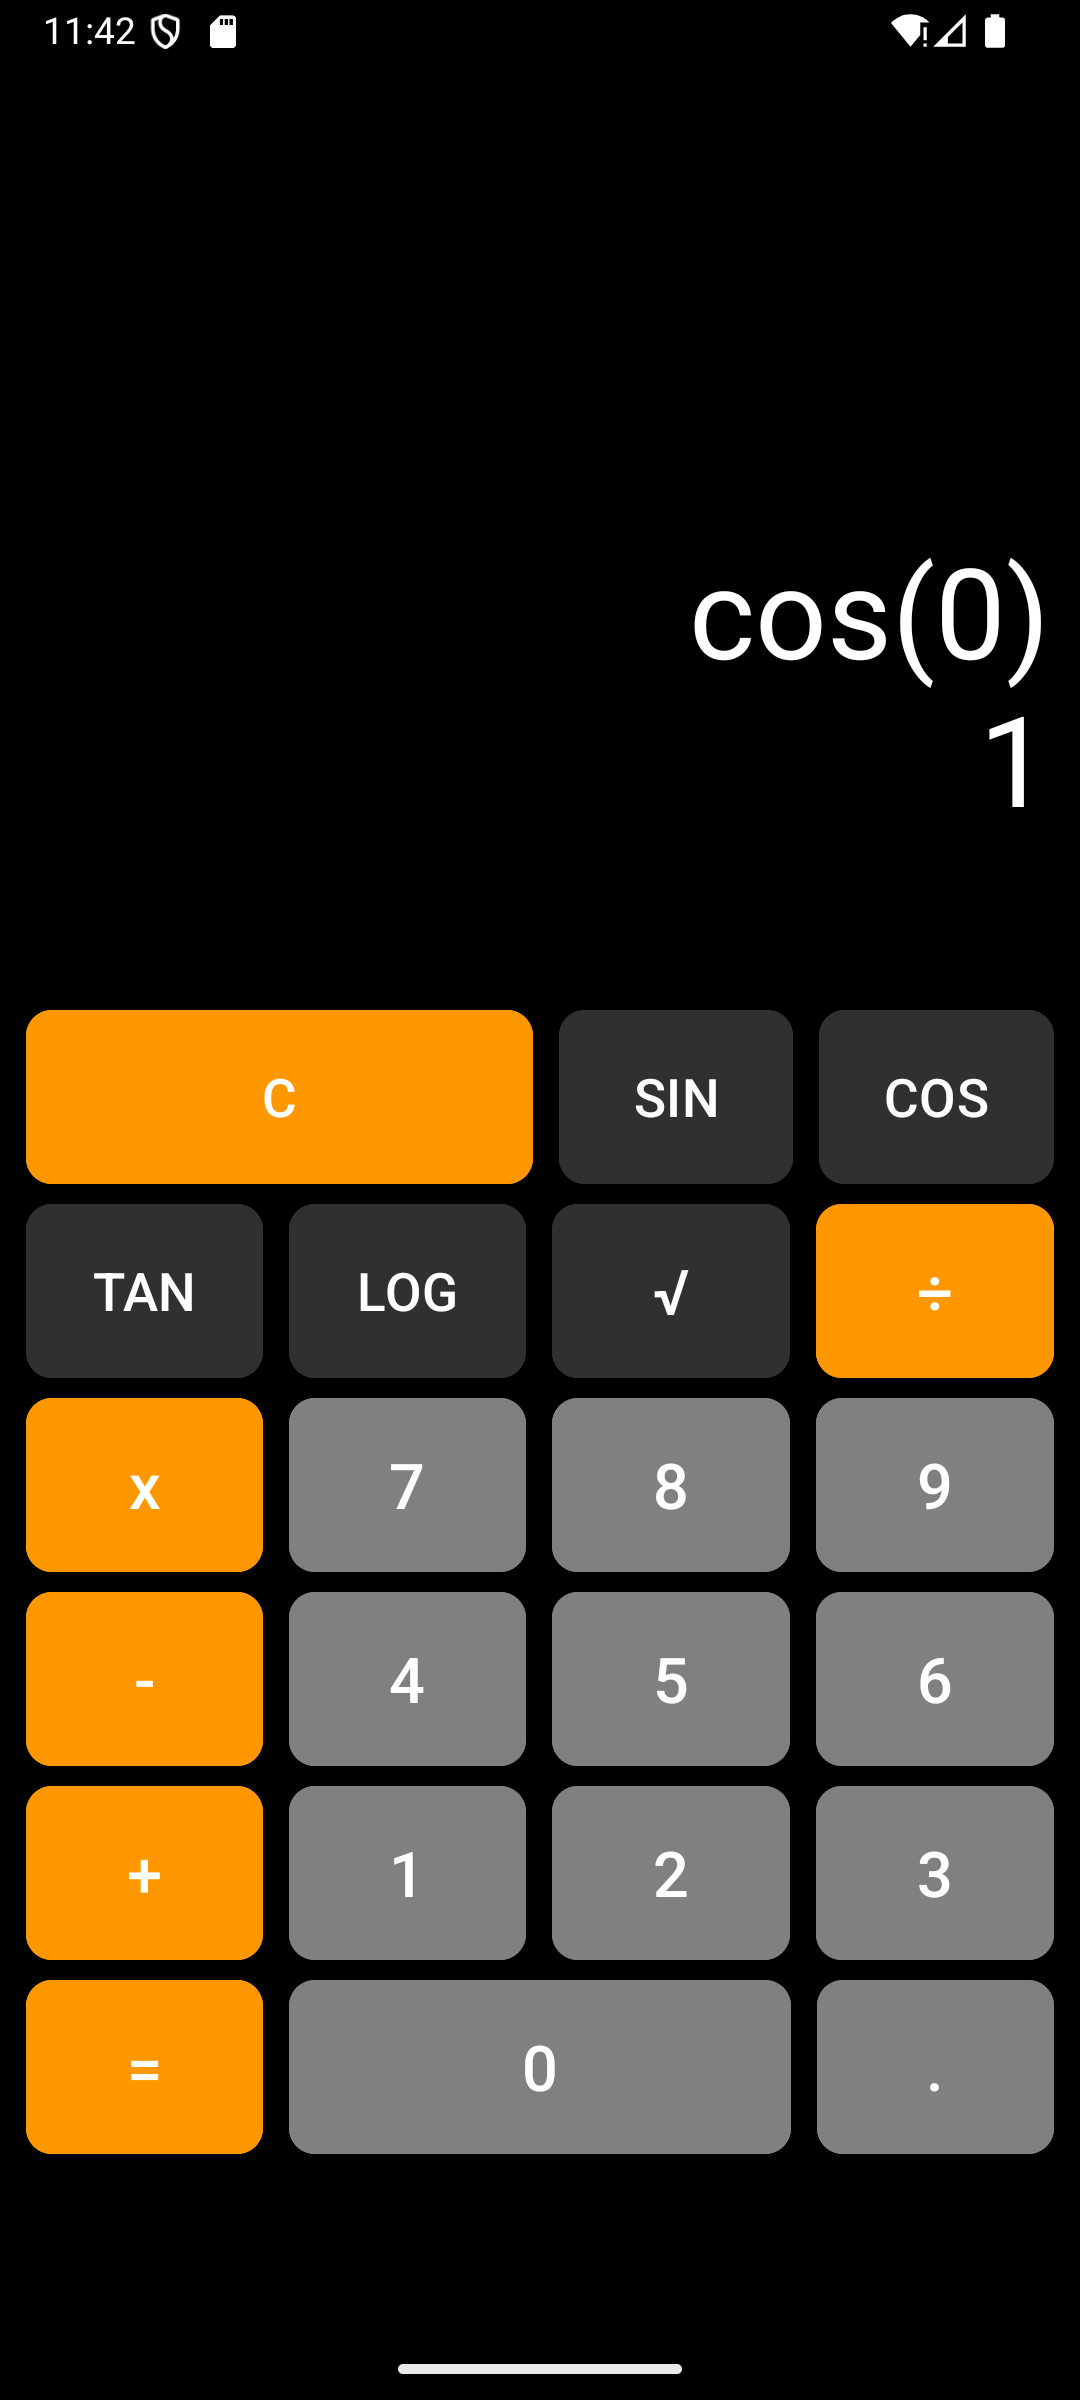 11:42
cos(0)
1
C SIN COS
TAN LOG √ ÷
x 7 8 9
- 4 5 6
+ 1 2 3
= 0 .